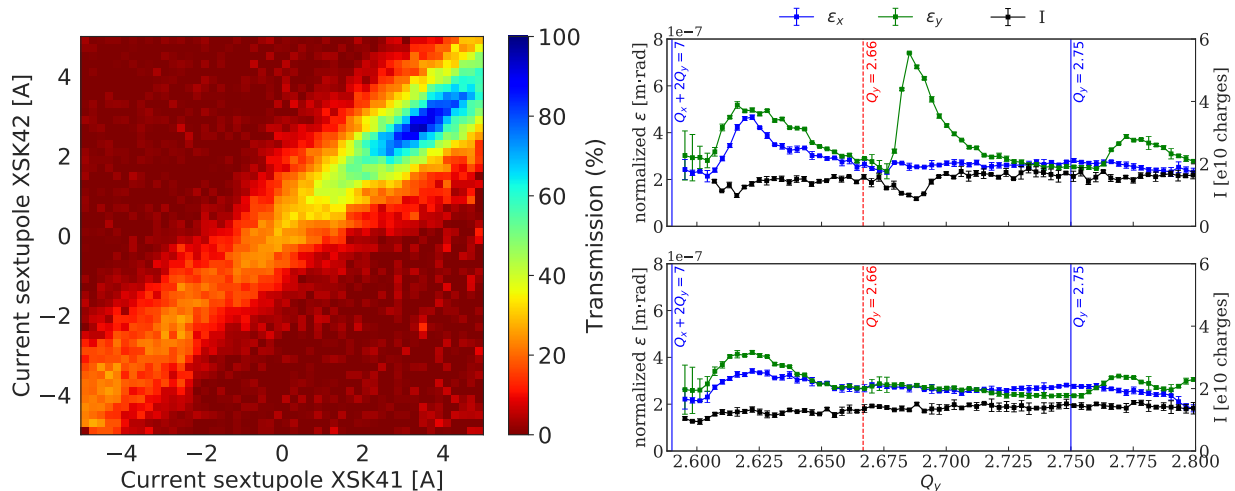 Current sextupole XSK42 [A]
4
2
0
−2
−4
−4 −2 0 2 4
Current sextupole XSK41 [A]
100
80
60
40
20
0
Transmission (%)
εx εy I
1e−7
8
6
4
2
0
normalized ε [m·rad]
Qx + 2Qy = 7
Qy = 2.66
Qy = 2.75
6
4
2
0
I [e10 charges]
1e−7
8
6
4
2
0
normalized ε [m·rad]
Qx + 2Qy = 7
Qy = 2.66
Qy = 2.75
6
4
2
0
I [e10 charges]
2.600 2.625 2.650 2.675 2.700 2.725 2.750 2.775 2.800
Qy